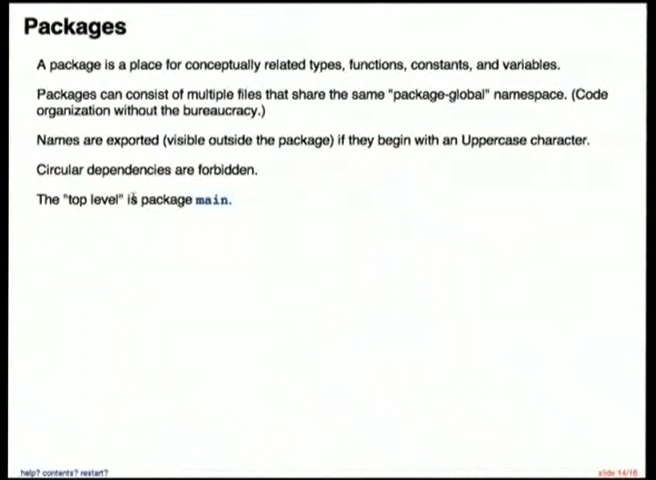 Packages
A package is a place for conceptually related types, functions, constants, and variables.
Packages can consist of multiple files that share the same "package-global" namespace. (Code
organization without the bureaucracy.)
Names are exported (visible outside the package) if they begin with an Uppercase character.
Circular dependencies are forbidden.
The "top level" is package main.
help? contents? restart?
slide 14/16